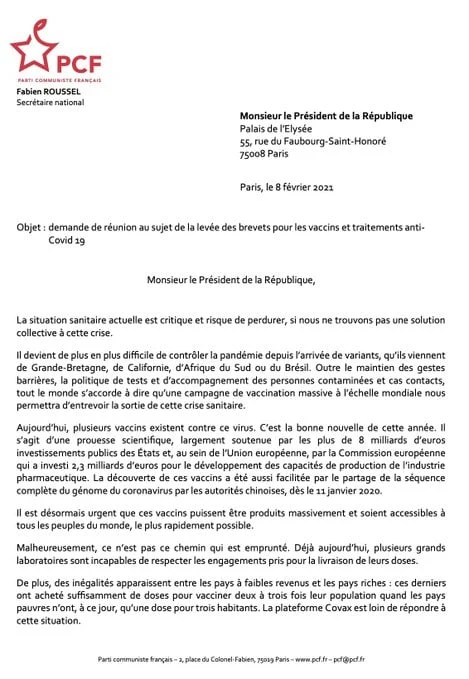 PCF
PARTI COMMUNISTE FRANÇAIS
Fabien ROUSSEL
Secrétaire national
Monsieur le Président de la République
Palais de l'Elysée
55, rue du Faubourg-Saint-Honoré
75008 Paris
Paris, le 8 février 2021
Objet : demande de réunion au sujet de la levée des brevets pour les vaccins et traitements anti-
Covid 19
Monsieur le Président de la République,
La situation sanitaire actuelle est critique et risque de perdurer, si nous ne trouvons pas une solution
collective à cette crise.
Il devient de plus en plus difficile de contrôler la pandémie depuis l'arrivée de variants, qu'ils viennent
de Grande-Bretagne, de Californie, d'Afrique du Sud ou du Brésil. Outre le maintien des gestes
barrières, la politique de tests et d'accompagnement des personnes contaminées et cas contacts,
tout le monde s'accorde à dire qu'une campagne de vaccination massive à l'échelle mondiale nous
permettra d'entrevoir la sortie de cette crise sanitaire.
Aujourd'hui, plusieurs vaccins existent contre ce virus. C'est la bonne nouvelle de cette année. Il
s'agit d'une prouesse scientifique, largement soutenue par les plus de 8 milliards d'euros
investissements publics des États et, au sein de l'Union européenne, par la Commission européenne
qui a investi 2,3 milliards d'euros pour le développement des capacités de production de l'industrie
pharmaceutique. La découverte de ces vaccins a été aussi facilitée par le partage de la séquence
complète du génome du coronavirus par les autorités chinoises, dès le 11 janvier 2020.
Il est désormais urgent que ces vaccins puissent être produits massivement et soient accessibles à
tous les peuples du monde, le plus rapidement possible.
Malheureusement, ce n'est pas ce chemin qui est emprunté. Déjà aujourd'hui, plusieurs grands
laboratoires sont incapables de respecter les engagements pris pour la livraison de leurs doses.
De plus, des inégalités apparaissent entre les pays à faibles revenus et les pays riches : ces derniers
ont acheté suffisamment de doses pour vacciner deux à trois fois leur population quand les pays
pauvres n'ont, à ce jour, qu'une dose pour trois habitants. La plateforme Covax est loin de répondre à
cette situation.
Parti communiste français – 2, place du Colonel-Fabien, 75019 Paris – www.pcf.fr – pcf@pcf.fr